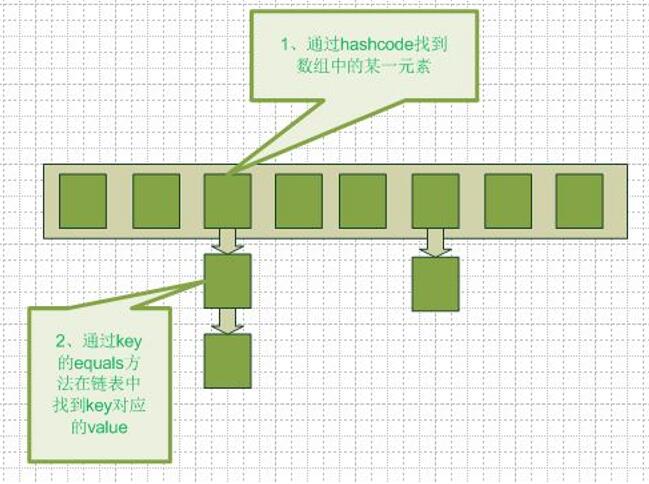 1、通过hashcode找到
数组中的某一元素
2、通过key
的equals方
法在链表中
找到key对应
的value